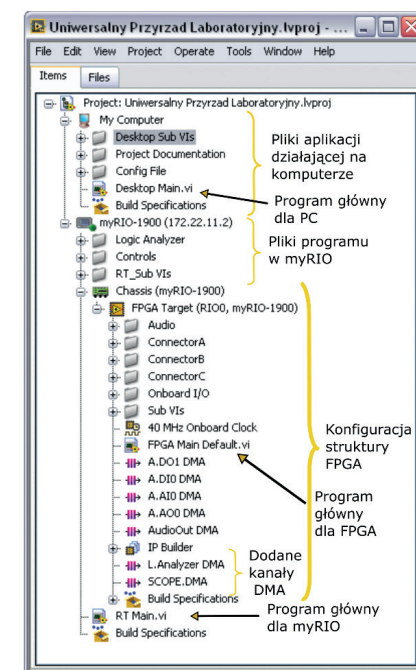 Uniwersalny Przyrzad Laboratoryjny.lvproj - ...
File Edit View Project Operate Tools Window Help
Items Files
Project: Uniwersalny Przyrzad Laboratoryjny.lvproj
My Computer
Desktop Sub VIs
Project Documentation
Config File
Desktop Main.vi
Build Specifications
Pliki aplikacji
działającej na
komputerze
Program główny
dla PC
myRIO-1900 (172.22.11.2)
Logic Analyzer
Controls
RT_Sub VIs
Pliki programu
w myRIO
Chassis (myRIO-1900)
FPGA Target (RIO0, myRIO-1900)
Audio
ConnectorA
ConnectorB
ConnectorC
Onboard I/O
Sub VIs
40 MHz Onboard Clock
FPGA Main Default.vi
A.DO1 DMA
A.DI0 DMA
A.AI0 DMA
A.AO0 DMA
AudioOut DMA
IP Builder
L.Analyzer DMA
SCOPE.DMA
Build Specifications
Konfiguracja
struktury
FPGA
Program
główny
dla FPGA
Dodane
kanały
DMA
RT Main.vi
Build Specifications
Program główny
dla myRIO